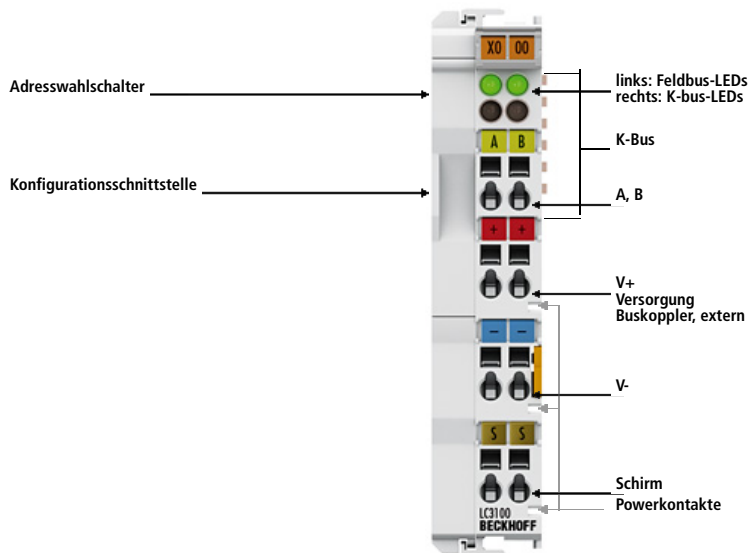 X0 00
Adresswahlschalter
links: Feldbus-LEDs
rechts: K-bus-LEDs
K-Bus
A B
Konfigurationsschnittstelle
A, B
+ +
V+
Versorgung
Buskoppler, extern
− −
V-
S S
Schirm
Powerkontakte
LC3100
BECKHOFF